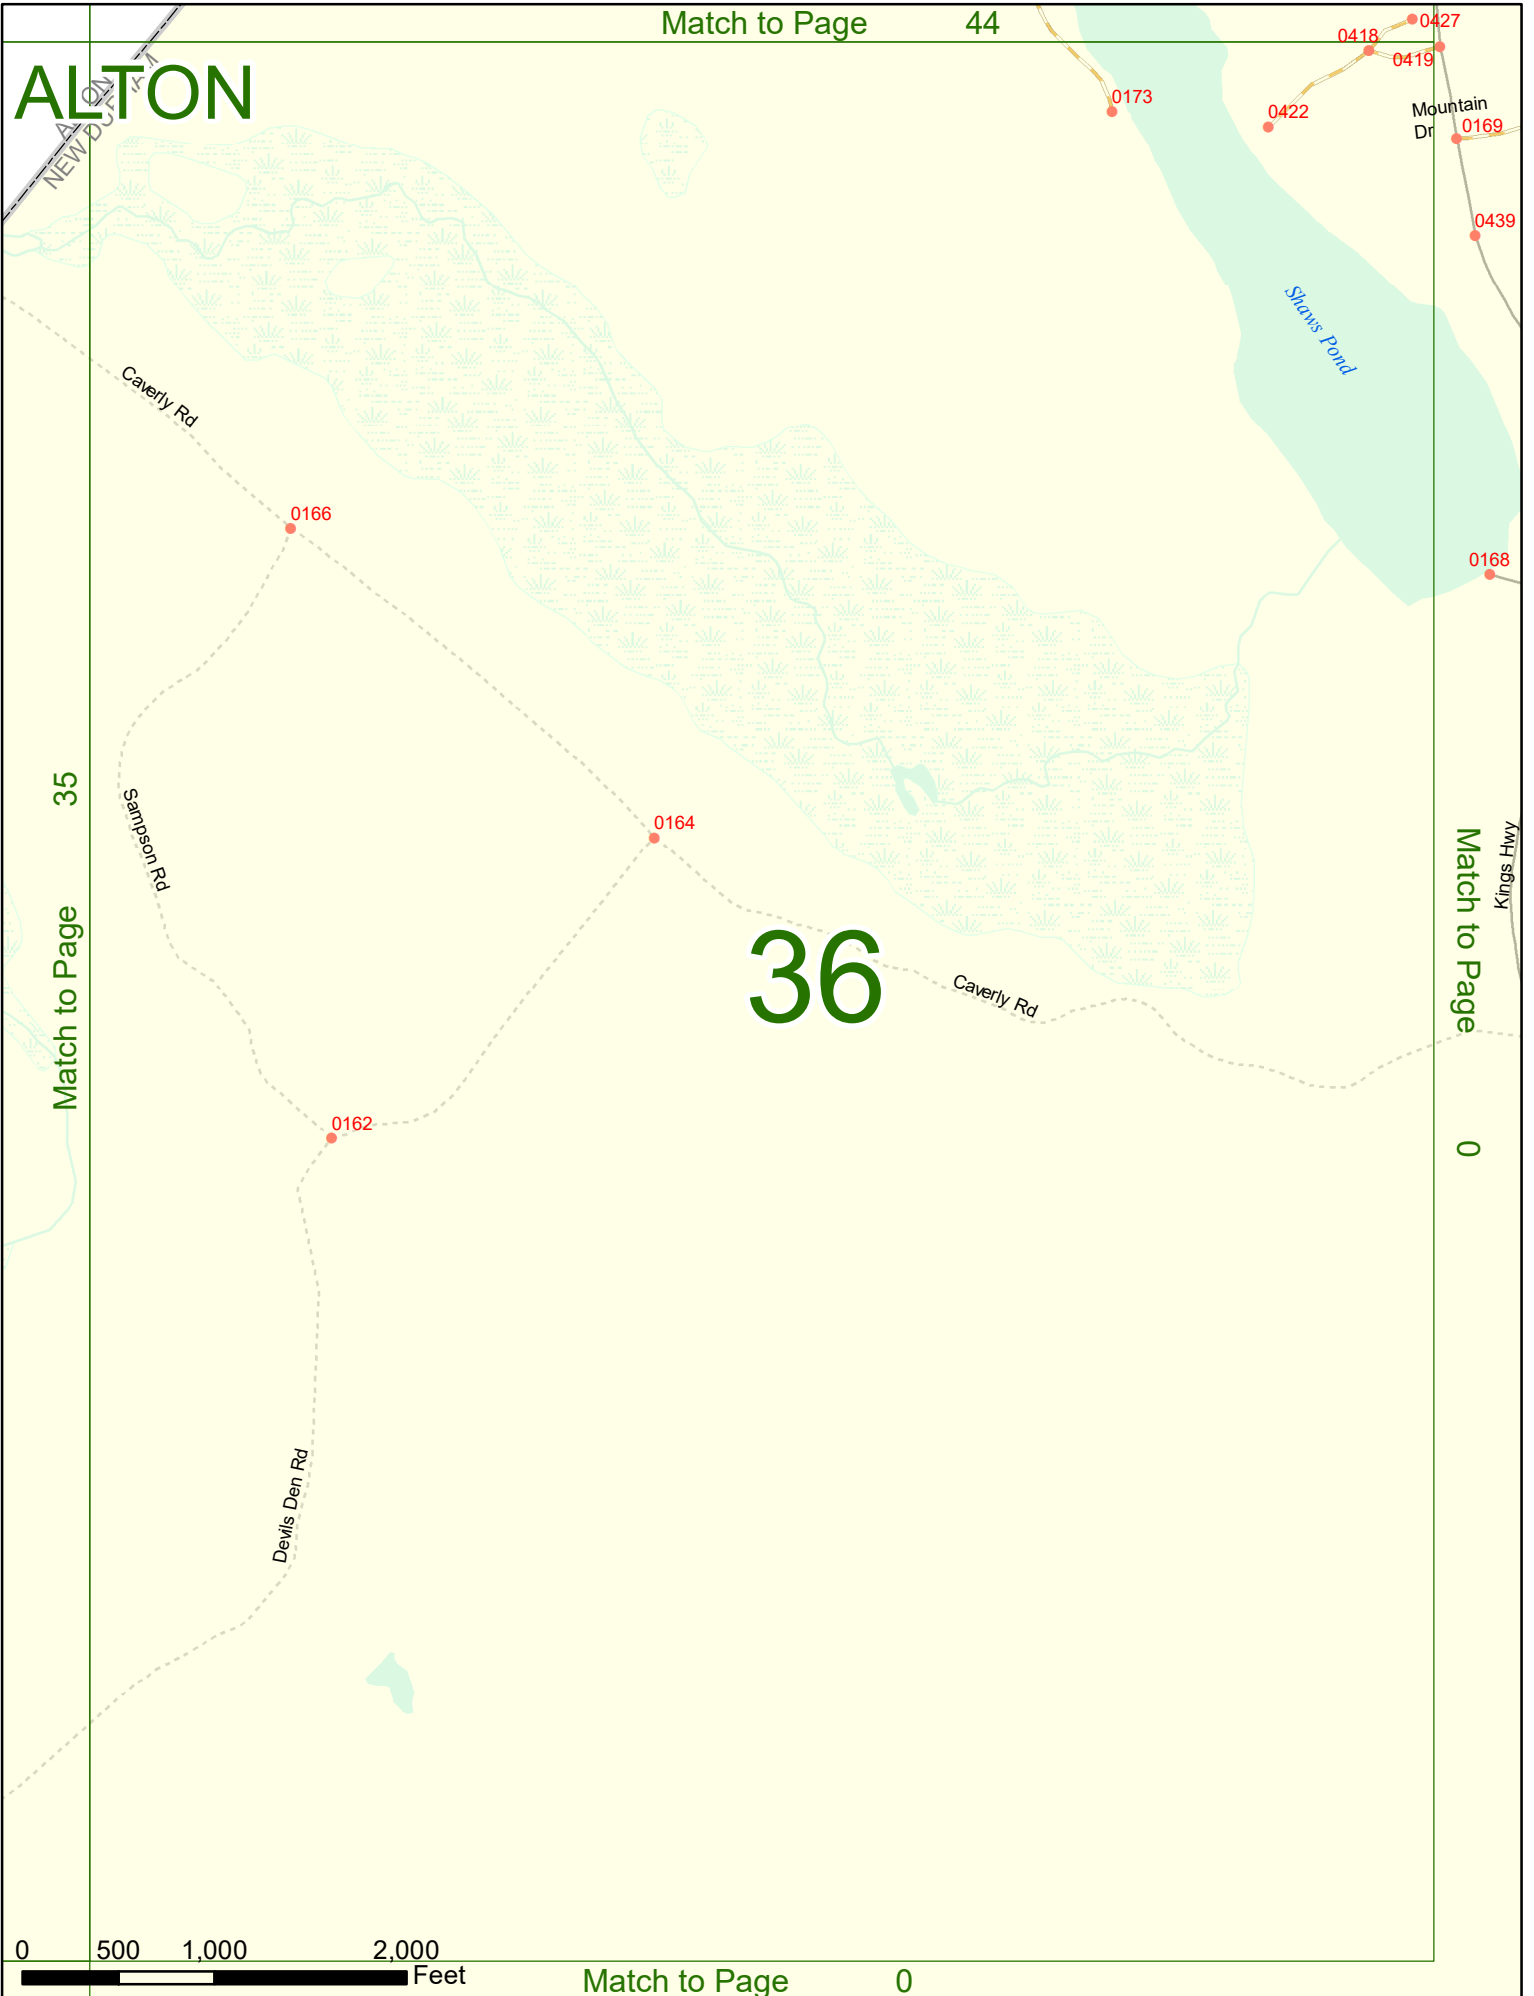 Match to Page 44
0427
0418
0419
ALTON
0173
0422
Mountain
Dr
0169
0439
Shaws Pond
Caverly Rd
0166
0168
35
Match to Page
Sampson Rd
0164
Kings Hwy
Match to Page 0
36
Caverly Rd
0162
Devils Den Rd
0 500 1,000 2,000
Feet
Match to Page 0